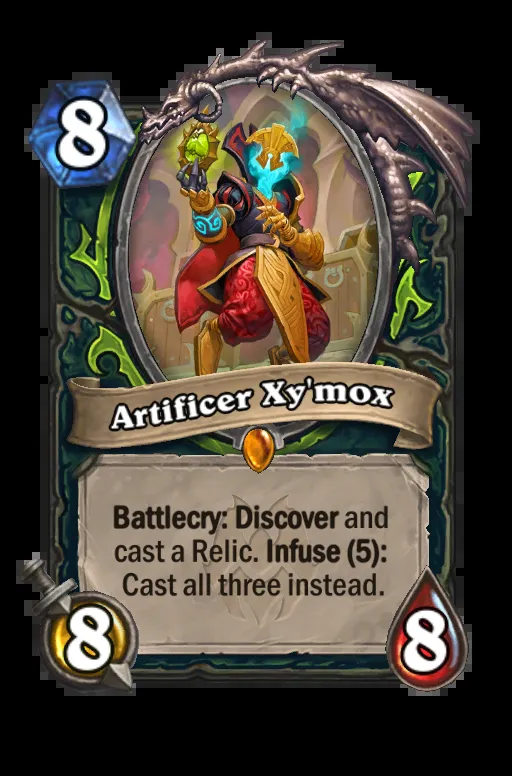 8
Artificer Xy'mox
Battlecry: Discover and
cast a Relic. Infuse (5):
Cast all three instead.
8
8